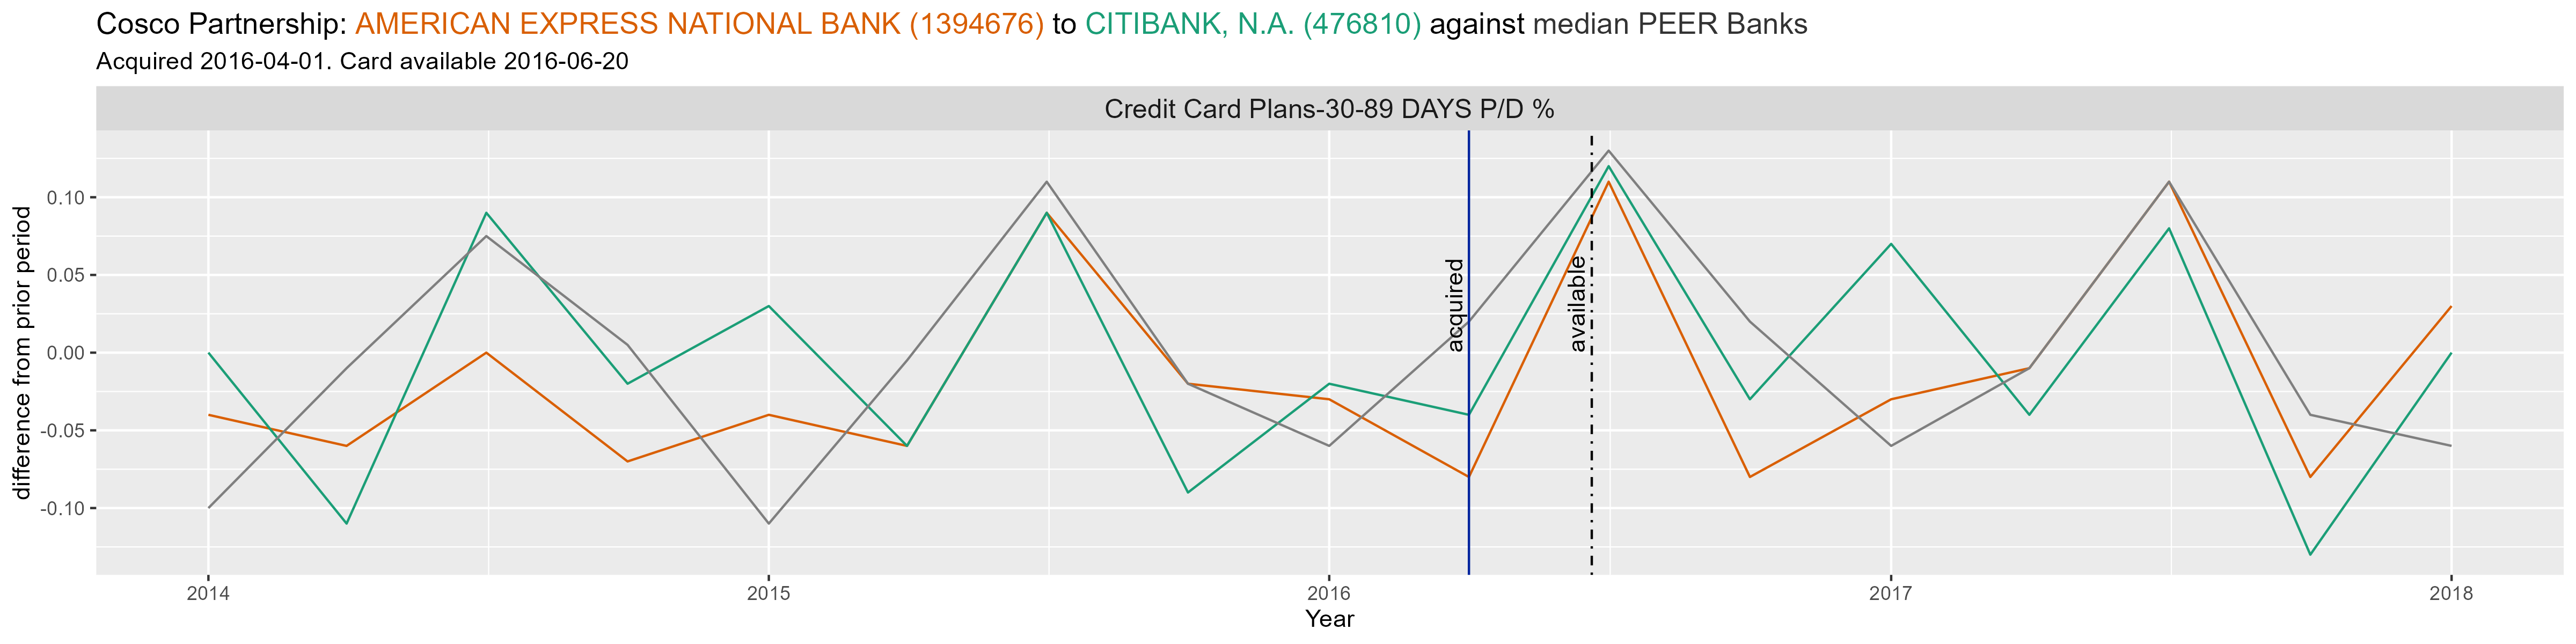 Cosco Partnership: AMERICAN EXPRESS NATIONAL BANK (1394676) to CITIBANK, N.A. (476810) against median PEER Banks
Acquired 2016-04-01. Card available 2016-06-20
Credit Card Plans-30-89 DAYS P/D %
difference from prior period
0.10
0.05
0.00
-0.05
-0.10
acquired
available
2014
2015
2016
2017
2018
Year